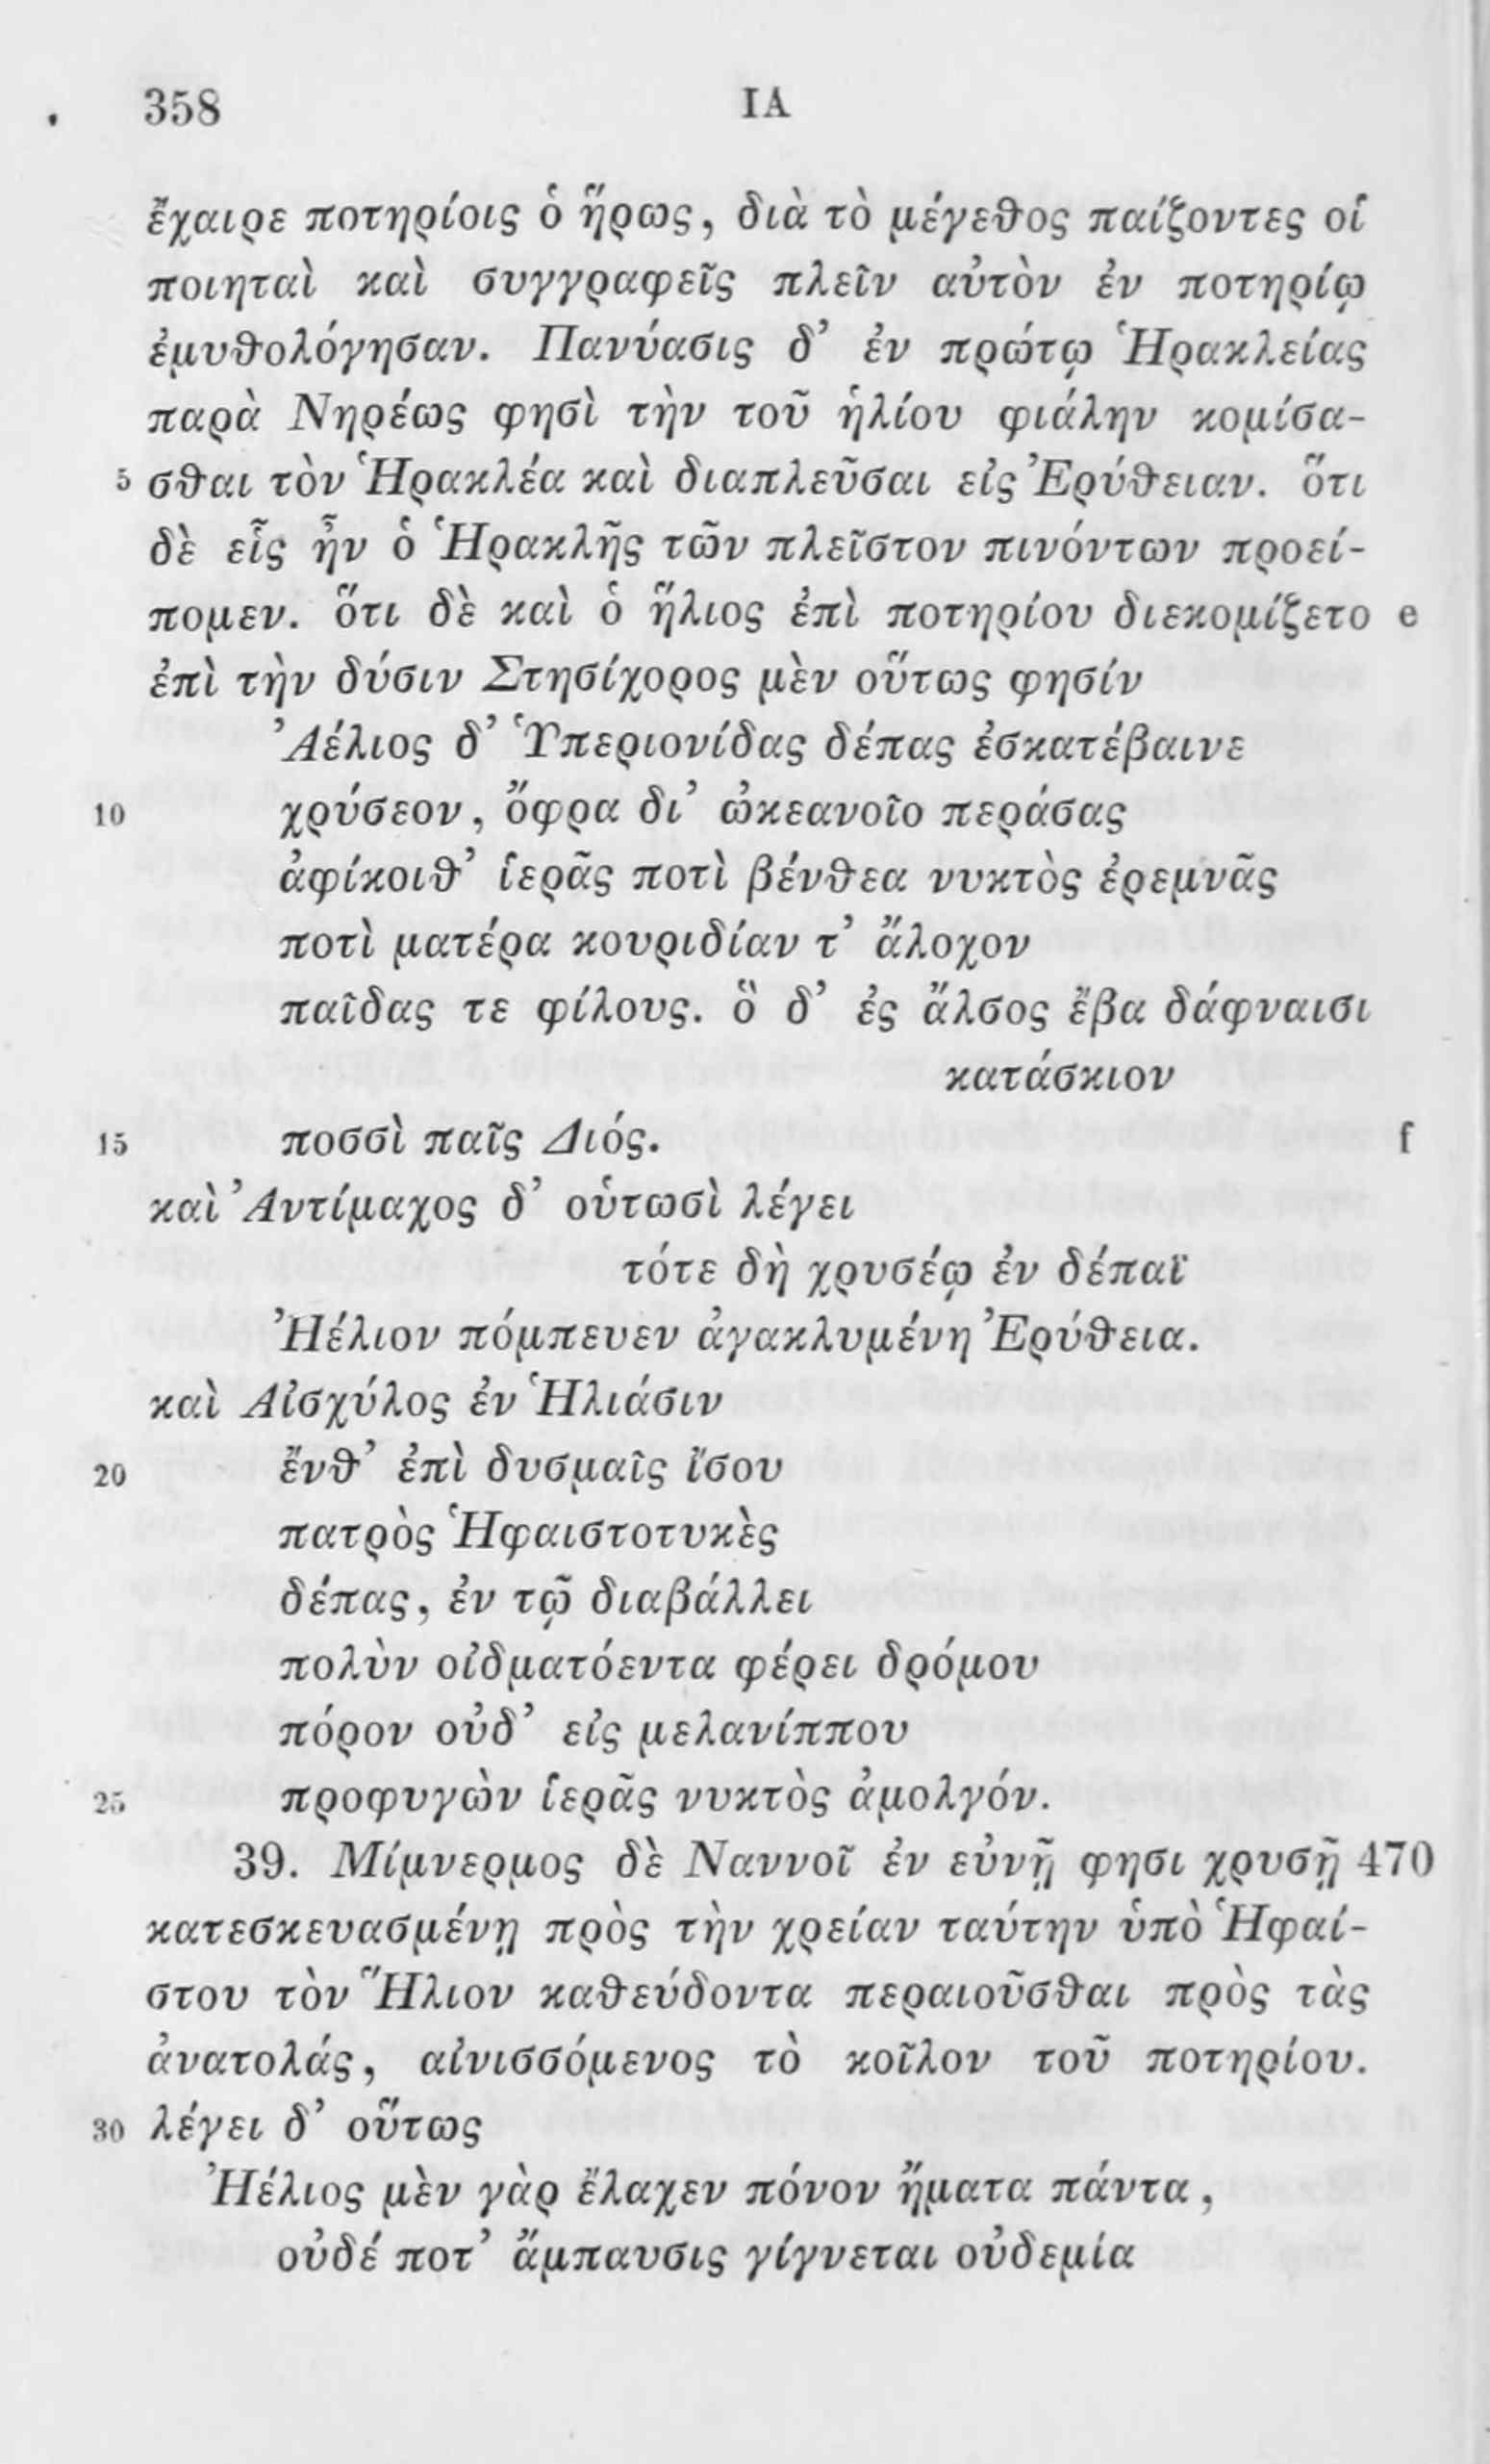 358 ΙΑ
ἔχαιρε ποτηρίοις ὁ ἥρως, διὰ τὸ μέγεθος παίζοντες οἱ
ποιηταὶ καὶ συγγραφεῖς πλεῖν αὐτὸν ἐν ποτηρίῳ
ἐμυθολόγησαν. Πανύασις δ’ ἐν πρώτῳ Ἡρακλείας
παρὰ Νηρέως φησὶ τὴν τοῦ ἡλίου φιάλην κομίσα-
5 σθαι τὸν Ἡρακλέα καὶ διαπλεῦσαι εἰς Ἐρύθειαν. ὅτι
δὲ εἷς ἦν ὁ Ἡρακλῆς τῶν πλεῖστον πινόντων προεί-
πομεν. ὅτι δὲ καὶ ὁ ἥλιος ἐπὶ ποτηρίου διεκομίζετο e
ἐπὶ τὴν δύσιν Στησίχορος μὲν οὕτως φησίν
Ἀέλιος δ’ Ὑπεριονίδας δέπας ἐσκατέβαινε
10 χρύσεον, ὄφρα δι’ ὠκεανοῖο περάσας
ἀφίκοιθ’ ἱερᾶς ποτὶ βένθεα νυκτὸς ἐρεμνᾶς
ποτὶ ματέρα κουριδίαν τ’ ἄλοχον
παῖδας τε φίλους. ὃ δ’ ἐς ἄλσος ἔβα δάφναισι
κατάσκιον
15 ποσσὶ παῖς Διός. f
καὶ Ἀντίμαχος δ’ οὑτωσὶ λέγει
τότε δὴ χρυσέῳ ἐν δέπαϊ
Ἠέλιον πόμπευεν ἀγακλυμένη Ἐρύθεια.
καὶ Αἰσχύλος ἐν Ἡλιάσιν
20 ἔνθ’ ἐπὶ δυσμαῖς ἴσου
πατρὸς Ἡφαιστοτυκὲς
δέπας, ἐν τῷ διαβάλλει
πολὺν οἰδματόεντα φέρει δρόμου
πόρον οὐδ’ εἰς μελανίππου
25 προφυγὼν ἱερᾶς νυκτὸς ἀμολγόν.
39. Μίμνερμος δὲ Ναννοῖ ἐν εὐνῇ φησι χρυσῇ 470
κατεσκευασμένῃ πρὸς τὴν χρείαν ταύτην ὑπὸ Ἡφαί-
στου τὸν Ἥλιον καθεύδοντα περαιοῦσθαι πρὸς τὰς
ἀνατολάς, αἰνισσόμενος τὸ κοῖλον τοῦ ποτηρίου.
30 λέγει δ’ οὕτως
Ἠέλιος μὲν γὰρ ἔλαχεν πόνον ἤματα πάντα,
οὐδέ ποτ’ ἄμπαυσις γίγνεται οὐδεμία